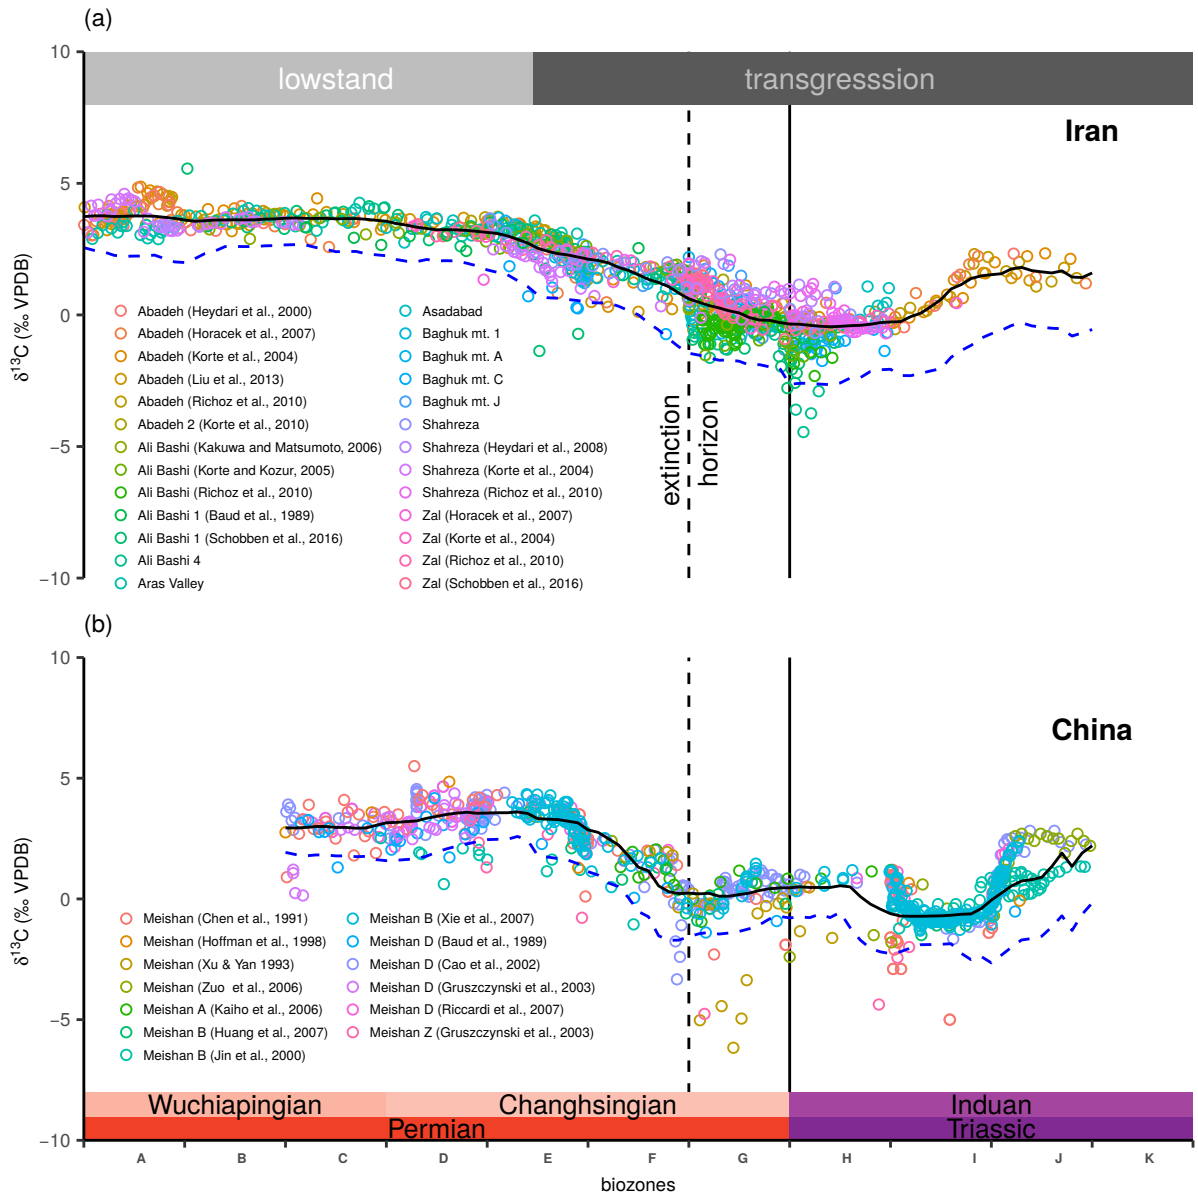 (a)
10
5
0
−5
−10
δ¹³C (‰ VPDB)
lowstand
transgresssion
Iran
extinction
horizon
Abadeh (Heydari et al., 2000)
Abadeh (Horacek et al., 2007)
Abadeh (Korte et al., 2004)
Abadeh (Liu et al., 2013)
Abadeh (Richoz et al., 2010)
Abadeh 2 (Korte et al., 2010)
Ali Bashi (Kakuwa and Matsumoto, 2006)
Ali Bashi (Korte and Kozur, 2005)
Ali Bashi (Richoz et al., 2010)
Ali Bashi 1 (Baud et al., 1989)
Ali Bashi 1 (Schobben et al., 2016)
Ali Bashi 4
Aras Valley
Asadabad
Baghuk mt. 1
Baghuk mt. A
Baghuk mt. C
Baghuk mt. J
Shahreza
Shahreza (Heydari et al., 2008)
Shahreza (Korte et al., 2004)
Shahreza (Richoz et al., 2010)
Zal (Horacek et al., 2007)
Zal (Korte et al., 2004)
Zal (Richoz et al., 2010)
Zal (Schobben et al., 2016)
(b)
10
5
0
−5
−10
δ¹³C (‰ VPDB)
China
Meishan (Chen et al., 1991)
Meishan (Hoffman et al., 1998)
Meishan (Xu & Yan 1993)
Meishan (Zuo et al., 2006)
Meishan A (Kaiho et al., 2006)
Meishan B (Huang et al., 2007)
Meishan B (Jin et al., 2000)
Meishan B (Xie et al., 2007)
Meishan D (Baud et al., 1989)
Meishan D (Cao et al., 2002)
Meishan D (Gruszczynski et al., 2003)
Meishan D (Riccardi et al., 2007)
Meishan Z (Gruszczynski et al., 2003)
Wuchiapingian Changhsingian Induan
Permian Triassic
A B C D E F G H I J K
biozones